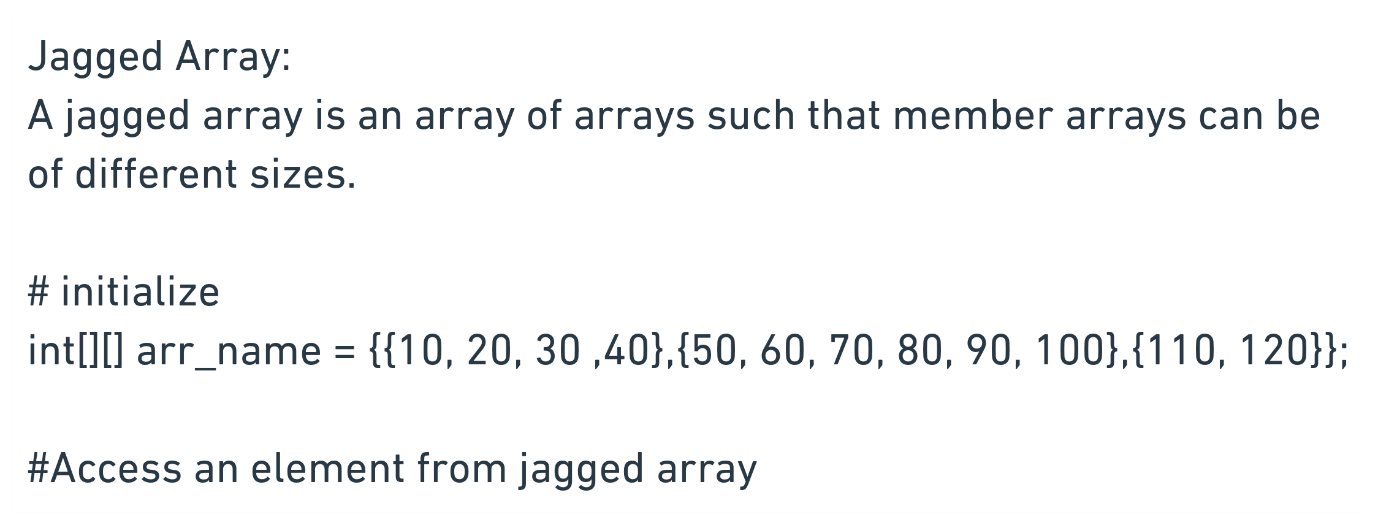 Jagged Array:
A jagged array is an array of arrays such that member arrays can be
of different sizes.
# initialize
int[][] arr_name = {{10, 20, 30 ,40},{50, 60, 70, 80, 90, 100},{110, 120}};
#Access an element from jagged array